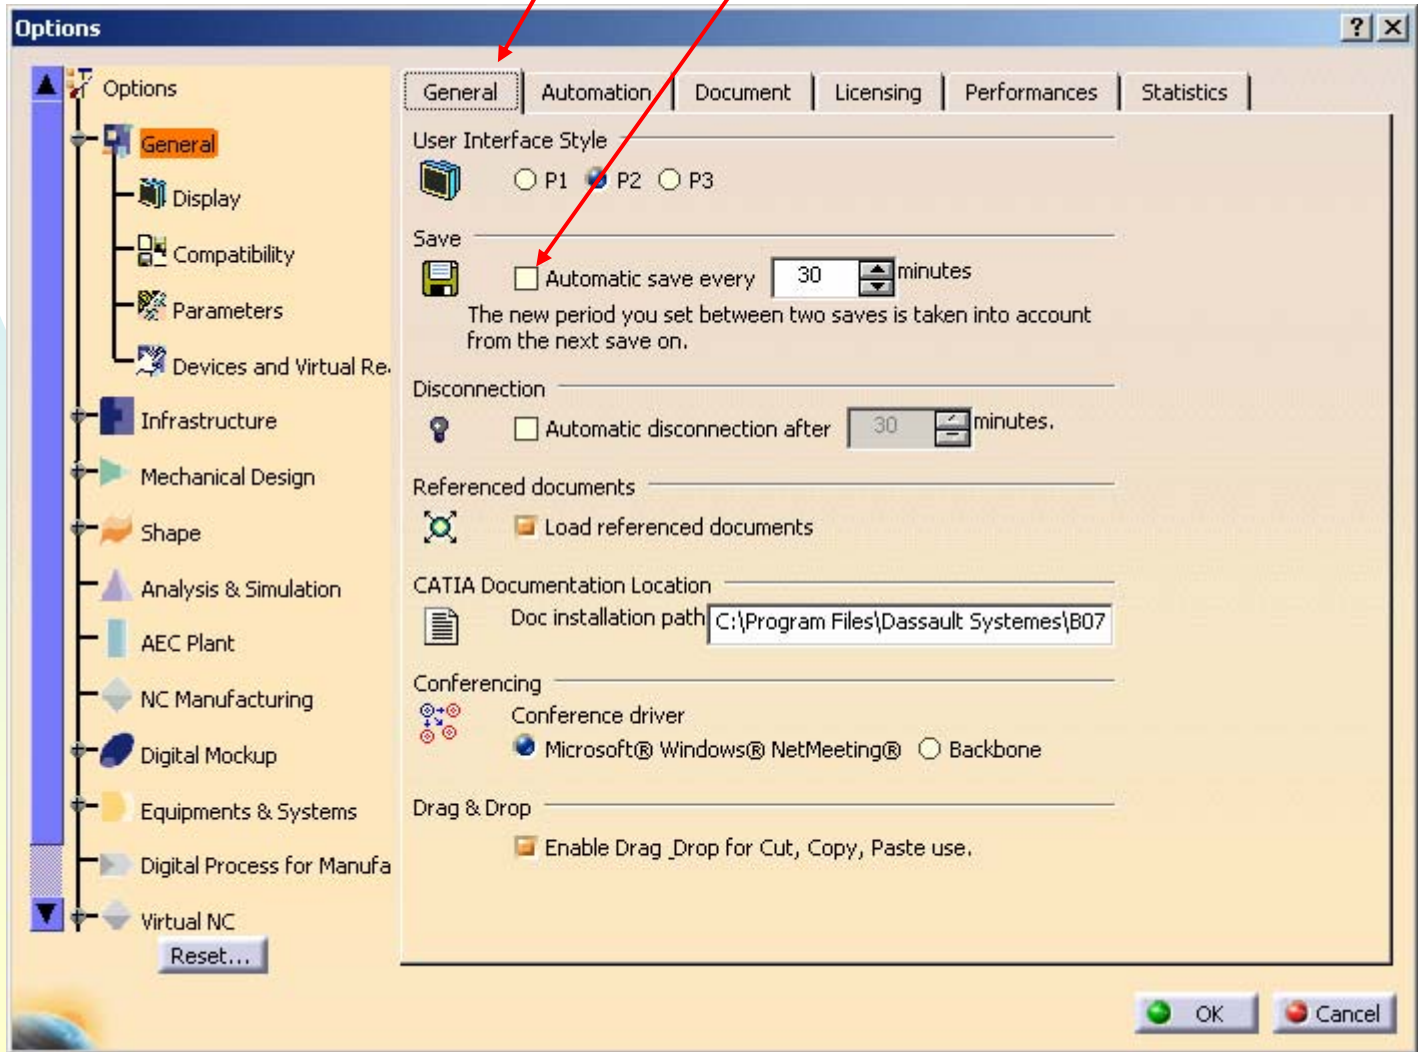 Options
Options
General
Display
Compatibility
Parameters
Devices and Virtual Re
Infrastructure
Mechanical Design
Shape
Analysis & Simulation
AEC Plant
NC Manufacturing
Digital Mockup
Equipments & Systems
Digital Process for Manufa
Virtual NC
Reset...
General Automation Document Licensing Performances Statistics
User Interface Style
P1 P2 P3
Save
Automatic save every 30 minutes
The new period you set between two saves is taken into account
from the next save on.
Disconnection
Automatic disconnection after 30 minutes.
Referenced documents
Load referenced documents
CATIA Documentation Location
Doc installation path C:\Program Files\Dassault Systemes\B07
Conferencing
Conference driver
Microsoft® Windows® NetMeeting® Backbone
Drag & Drop
Enable Drag _Drop for Cut, Copy, Paste use.
OK Cancel